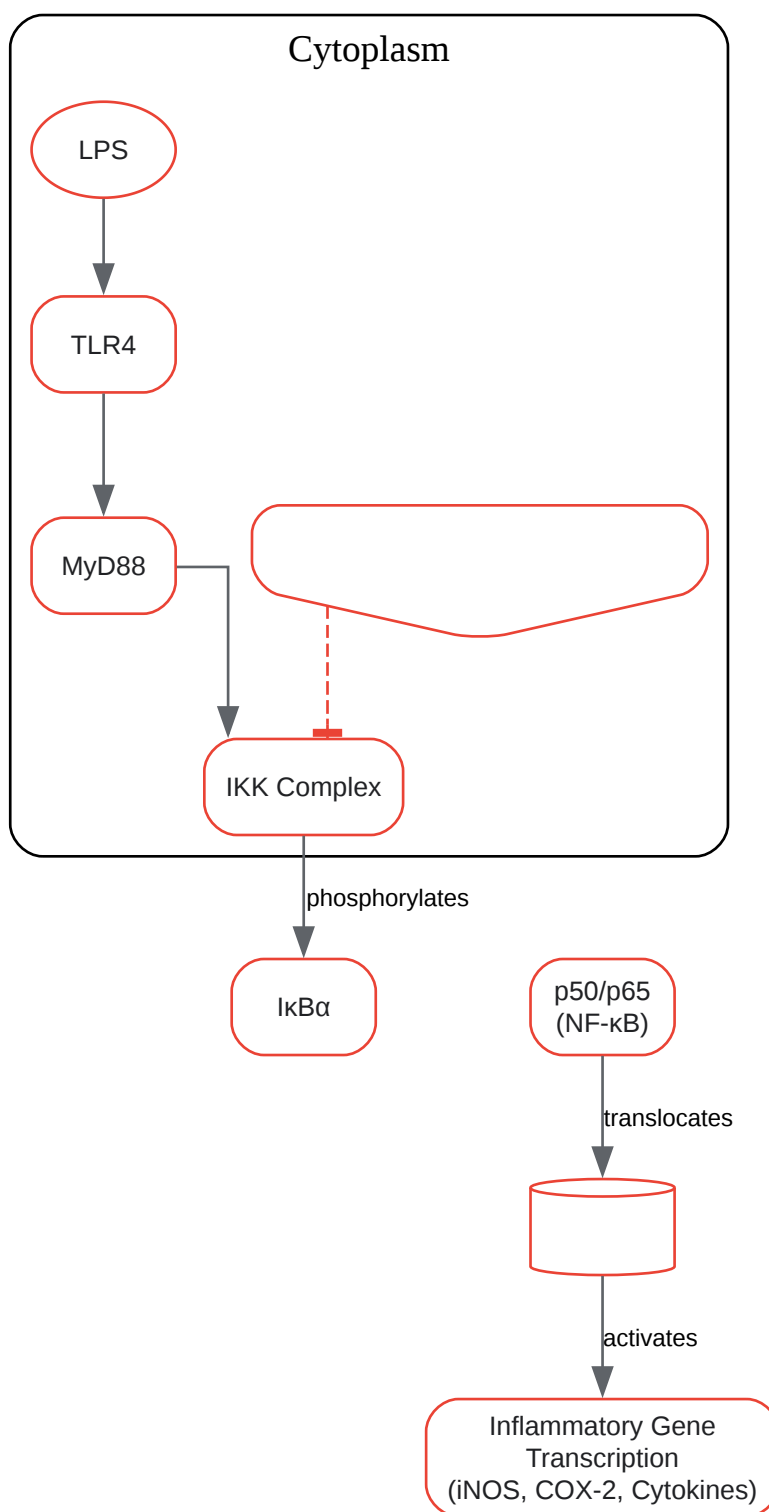 Cytoplasm
LPS
TLR4
MyD88
IKK Complex
phosphorylates
IκBα
p50/p65
(NF-κB)
translocates
activates
Inflammatory Gene
Transcription
(iNOS, COX-2, Cytokines)